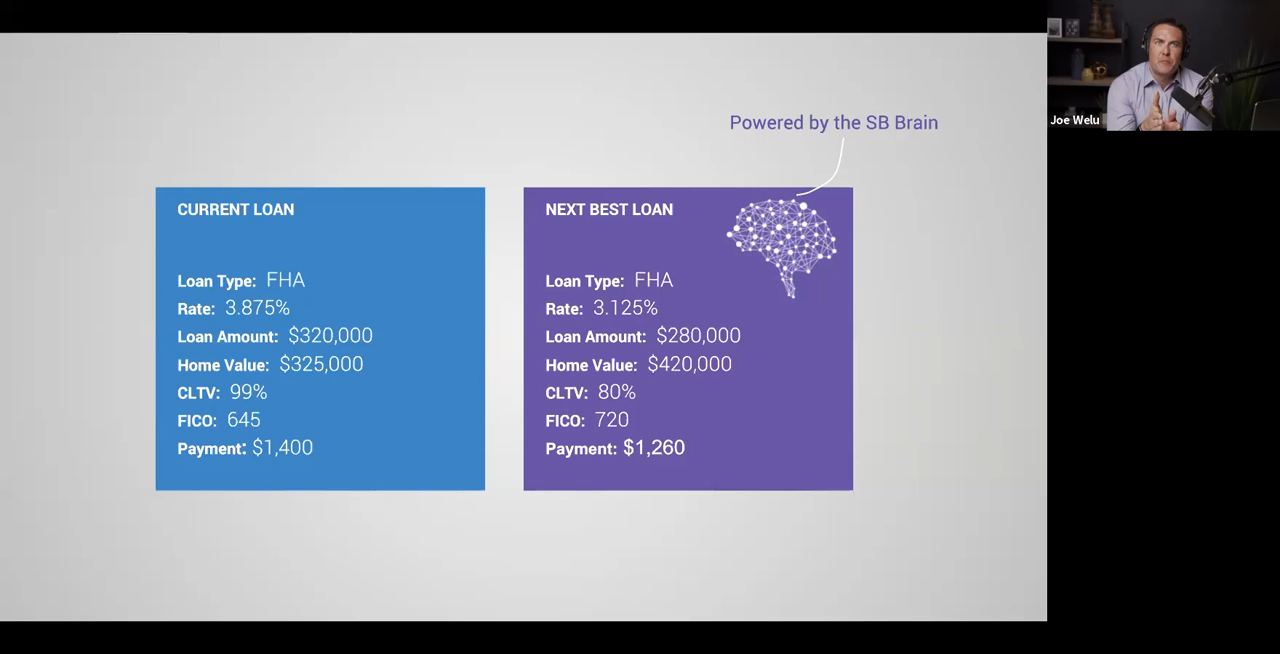 Powered by the SB Brain
Joe Welu
CURRENT LOAN
Loan Type: FHA
Rate: 3.875%
Loan Amount: $320,000
Home Value: $325,000
CLTV: 99%
FICO: 645
Payment: $1,400
NEXT BEST LOAN
Loan Type: FHA
Rate: 3.125%
Loan Amount: $280,000
Home Value: $420,000
CLTV: 80%
FICO: 720
Payment: $1,260